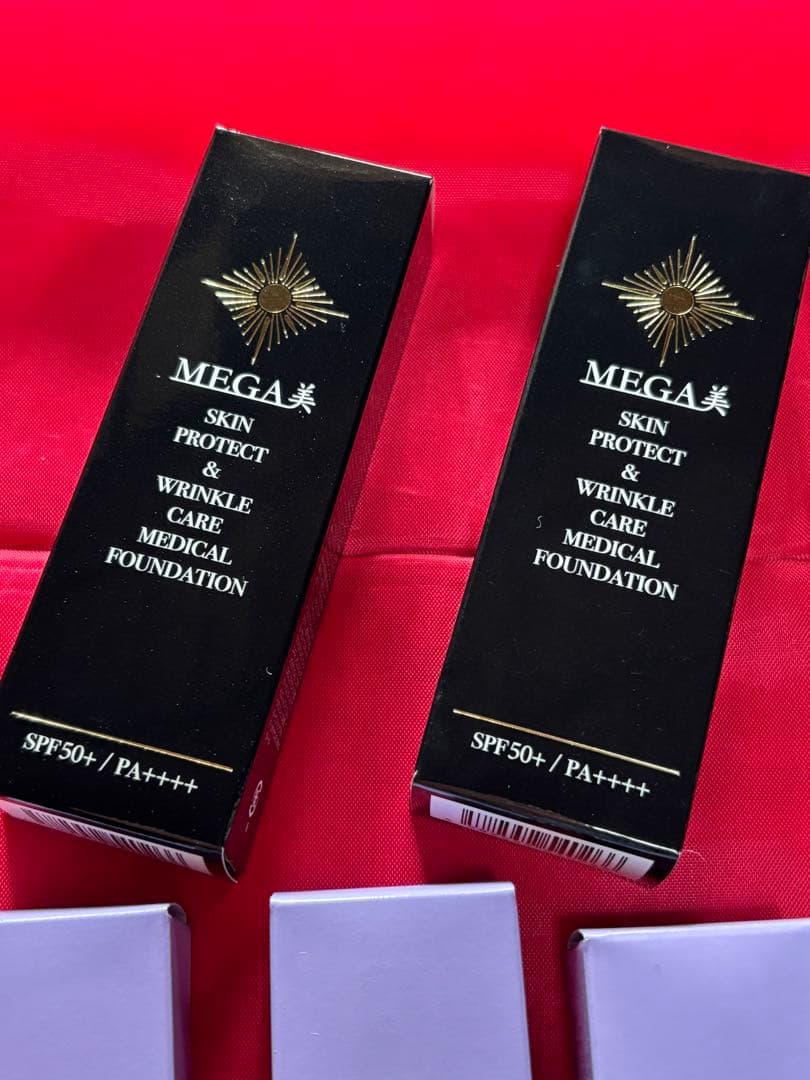 MEGA美
SKIN
PROTECT
&
WRINKLE
CARE
MEDICAL
FOUNDATION
SPF50+ / PA++++
MEGA美
SKIN
PROTECT
&
WRINKLE
CARE
MEDICAL
FOUNDATION
SPF50+ / PA++++